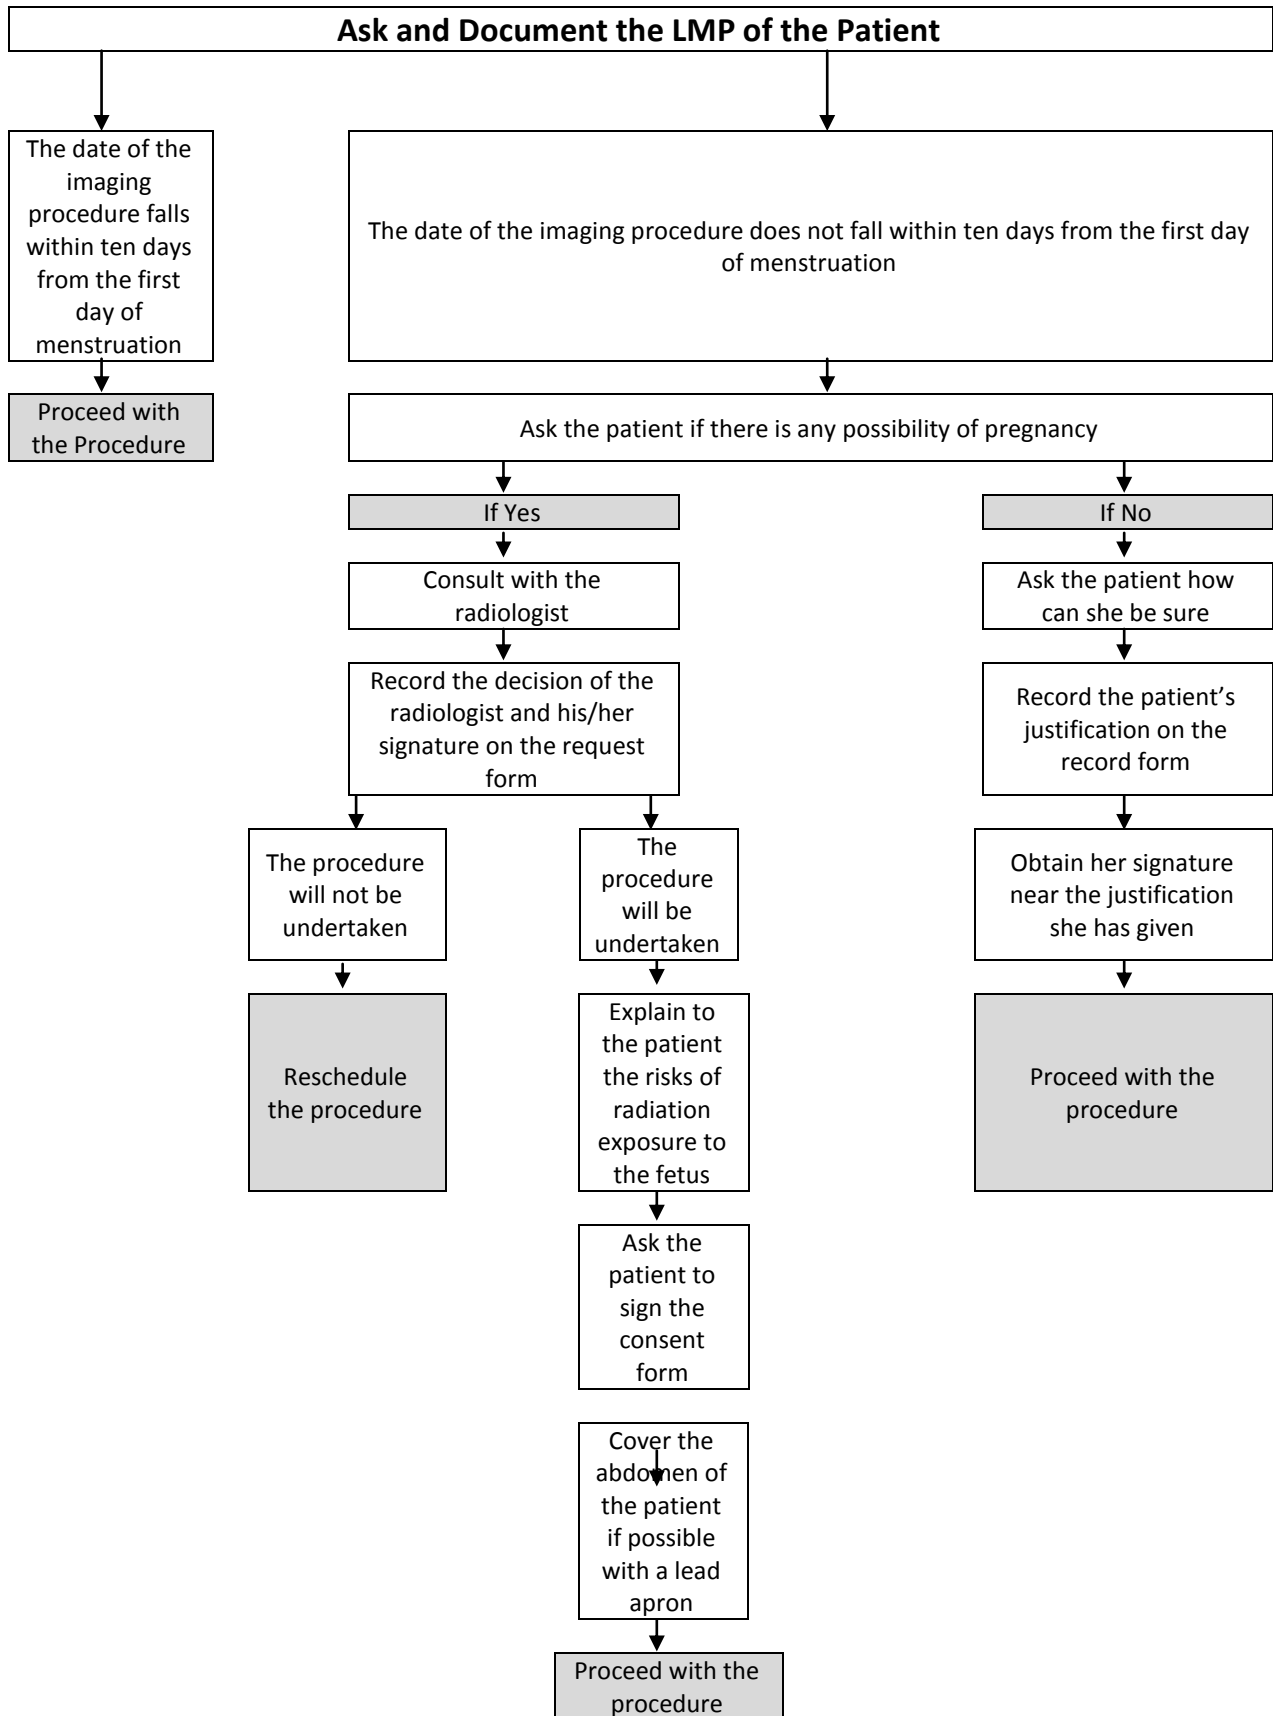 Ask and Document the LMP of the Patient
The date of the
imaging
procedure falls
within ten days
from the first
day of
menstruation
The date of the imaging procedure does not fall within ten days from the first day
of menstruation
Proceed with
the Procedure
Ask the patient if there is any possibility of pregnancy
If Yes
If No
Consult with the
radiologist
Ask the patient how
can she be sure
Record the decision of the
radiologist and his/her
signature on the request
form
Record the patient’s
justification on the
record form
The procedure
will not be
undertaken
The
procedure
will be
undertaken
Obtain her signature
near the justification
she has given
Reschedule
the procedure
Explain to
the patient
the risks of
radiation
exposure to
the fetus
Proceed with the
procedure
Ask the
patient to
sign the
consent
form
Cover the
abdomen of
the patient
if possible
with a lead
apron
Proceed with the
procedure